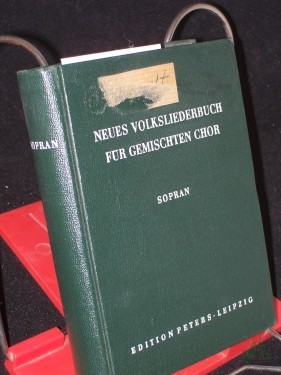 NEUES VOLKSLIEDERBUCH
FÜR GEMISCHTEN CHOR
SOPRAN
EDITION PETERS · LEIPZIG
SOPRAN